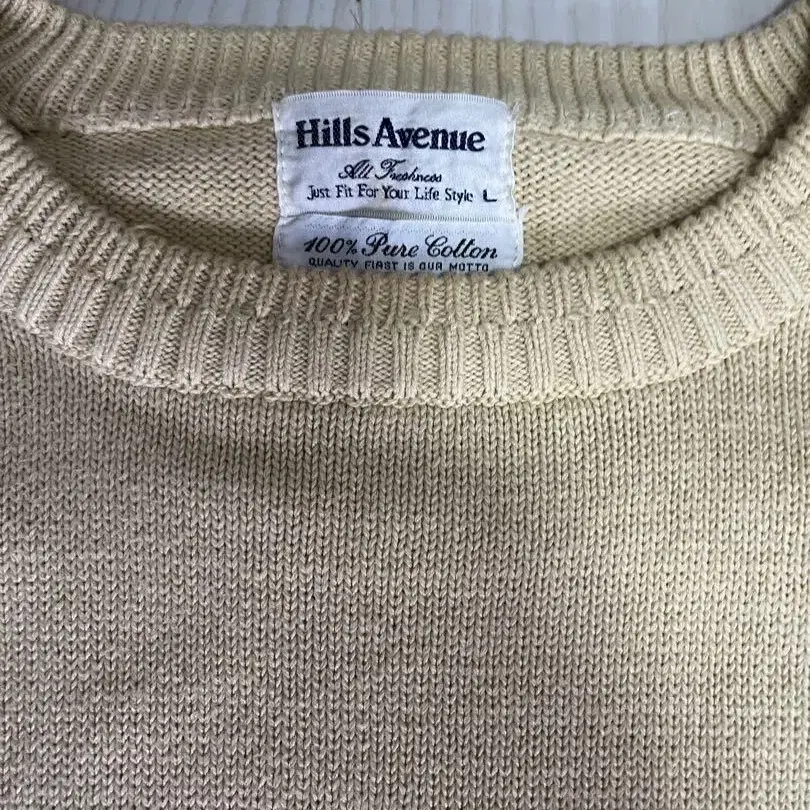 Hills Avenue
All Freshness
Just Fit For Your Life Style L
100% Pure Cotton
QUALITY FIRST IS OUR MOTTO